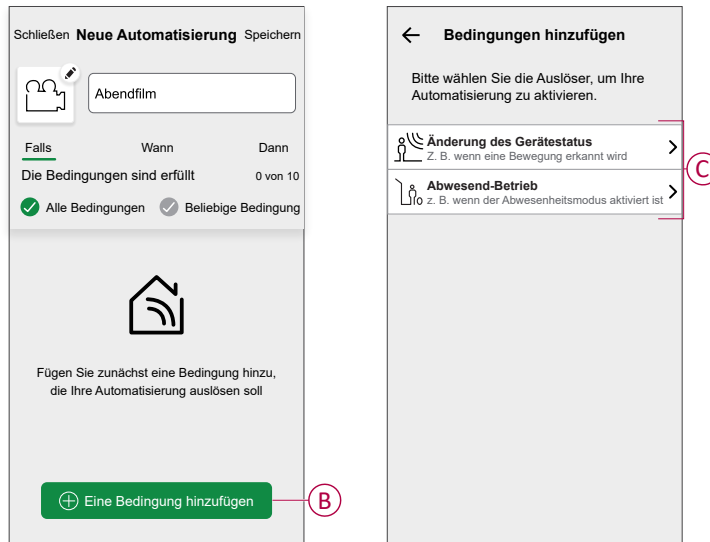 Schließen Neue Automatisierung Speichern
Abendfilm
Falls Wann Dann
Die Bedingungen sind erfüllt 0 von 10
Alle Bedingungen Beliebige Bedingung
Fügen Sie zunächst eine Bedingung hinzu,
die Ihre Automatisierung auslösen soll
Eine Bedingung hinzufügen
B
Bedingungen hinzufügen
Bitte wählen Sie die Auslöser, um Ihre
Automatisierung zu aktivieren.
Änderung des Gerätestatus
Z. B. wenn eine Bewegung erkannt wird
Abwesend-Betrieb
z. B. wenn der Abwesenheitsmodus aktiviert ist
C